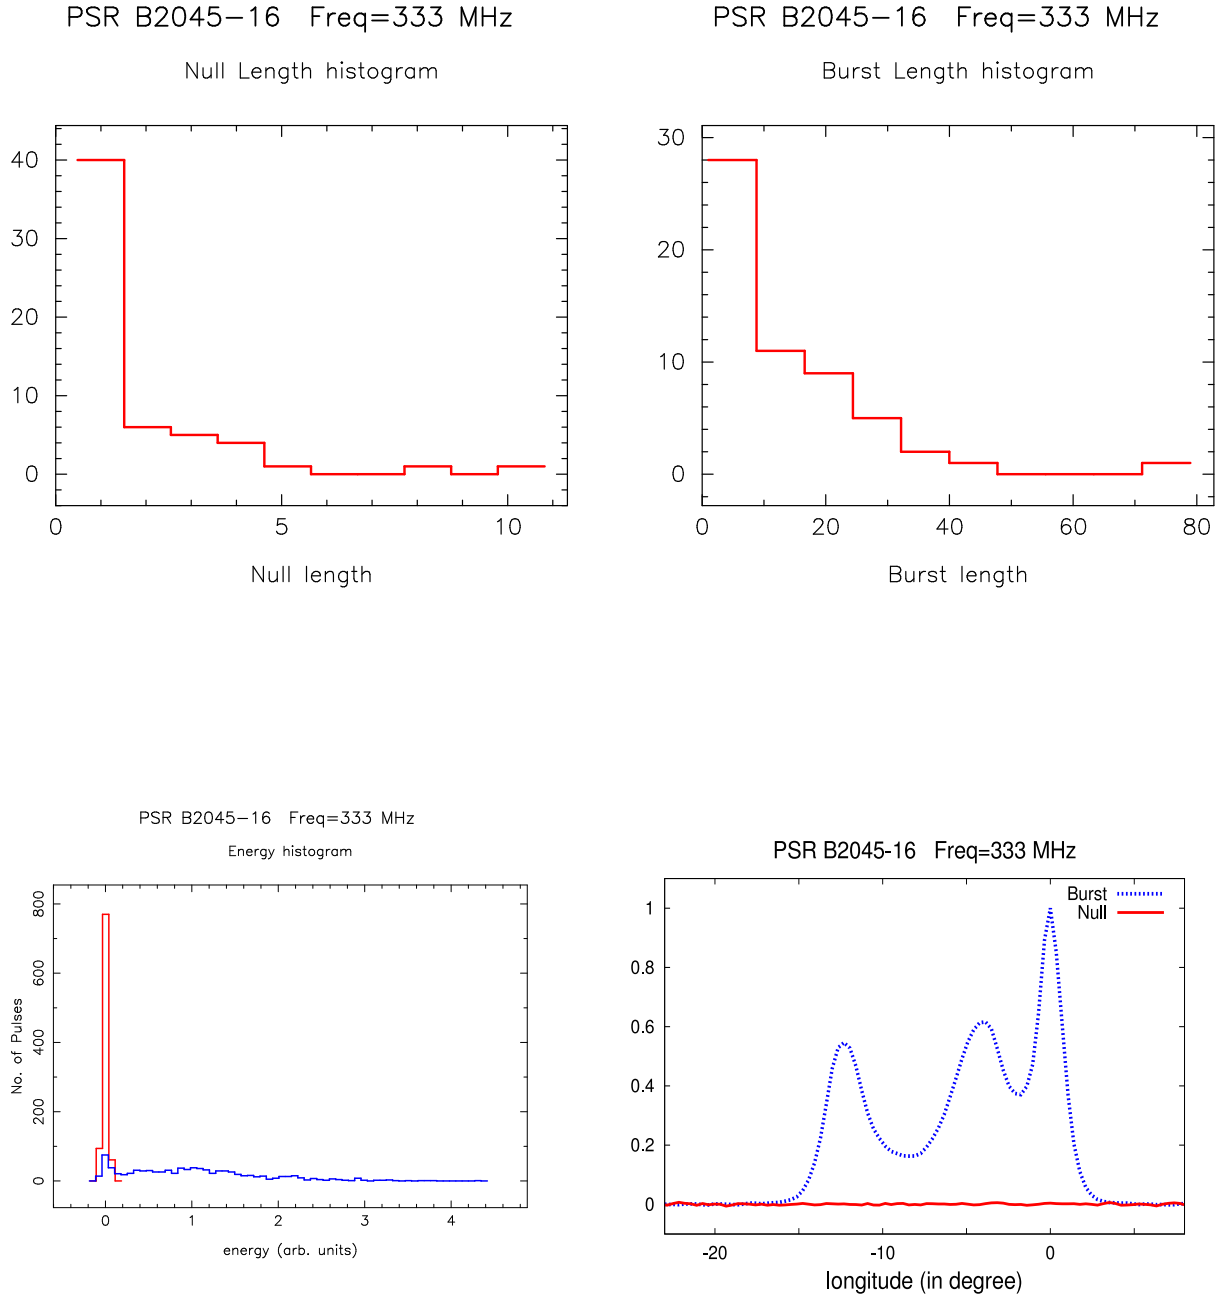 PSR B2045−16 Freq=333 MHz
Null Length histogram
40
30
20
10
0
0 5 10
Null length
PSR B2045−16 Freq=333 MHz
Burst Length histogram
30
20
10
0
0 20 40 60 80
Burst length
PSR B2045−16 Freq=333 MHz
Energy histogram
No. of Pulses
800
600
400
200
0
0 1 2 3 4
energy (arb. units)
PSR B2045-16 Freq=333 MHz
Burst
Null
1
0.8
0.6
0.4
0.2
0
-20 -10 0
longitude (in degree)